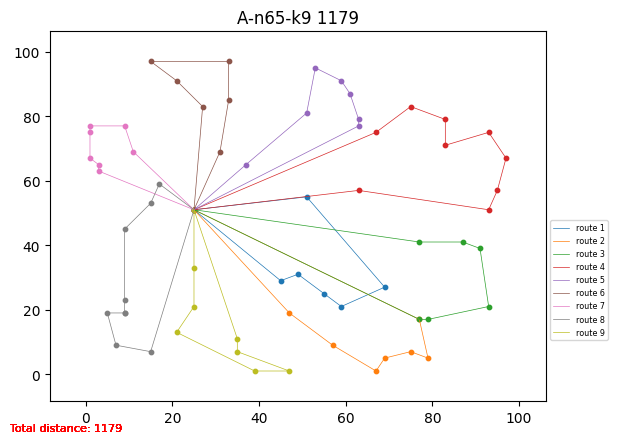 A-n65-k9 1179
100
80
60
40
20
0
0 20 40 60 80 100
route 1
route 2
route 3
route 4
route 5
route 6
route 7
route 8
route 9
Total distance: 1179